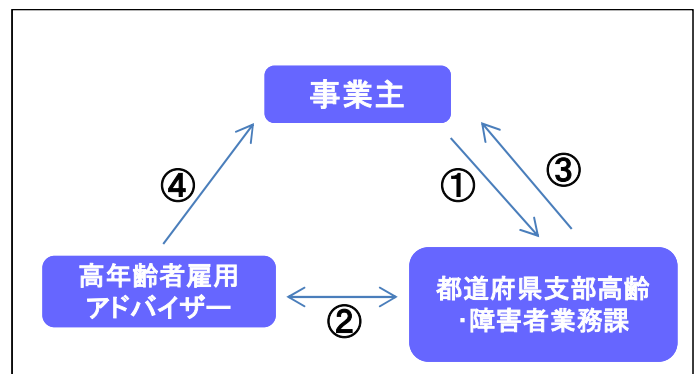 事業主
④
①
③
高年齢者雇用
アドバイザー
②
都道府県支部高齢
・障害者業務課